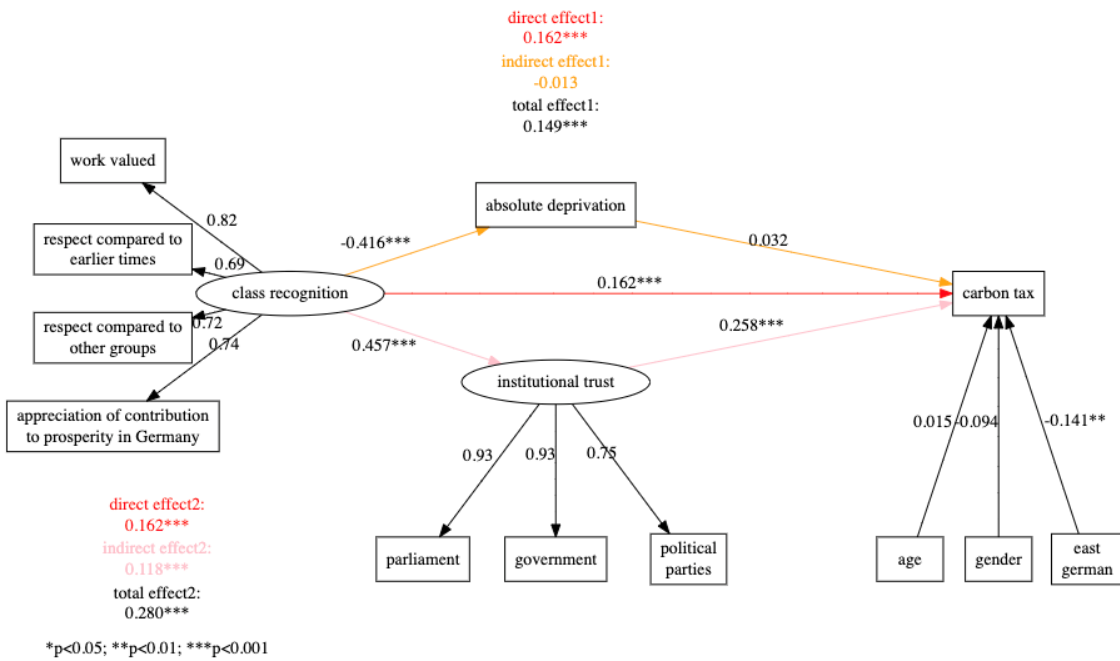 direct effect1:
0.162***
indirect effect1:
-0.013
total effect1:
0.149***
work valued
absolute deprivation
0.82
respect compared to
earlier times
-0.416***
0.032
0.69
class recognition
0.162***
carbon tax
respect compared to
other groups
0.72
0.74
0.457***
0.258***
institutional trust
appreciation of contribution
to prosperity in Germany
0.015
-0.094
-0.141**
0.93
0.93
0.75
direct effect2:
0.162***
indirect effect2:
0.118***
total effect2:
0.280***
parliament
government
political
parties
age
gender
east
german
*p<0.05; **p<0.01; ***p<0.001